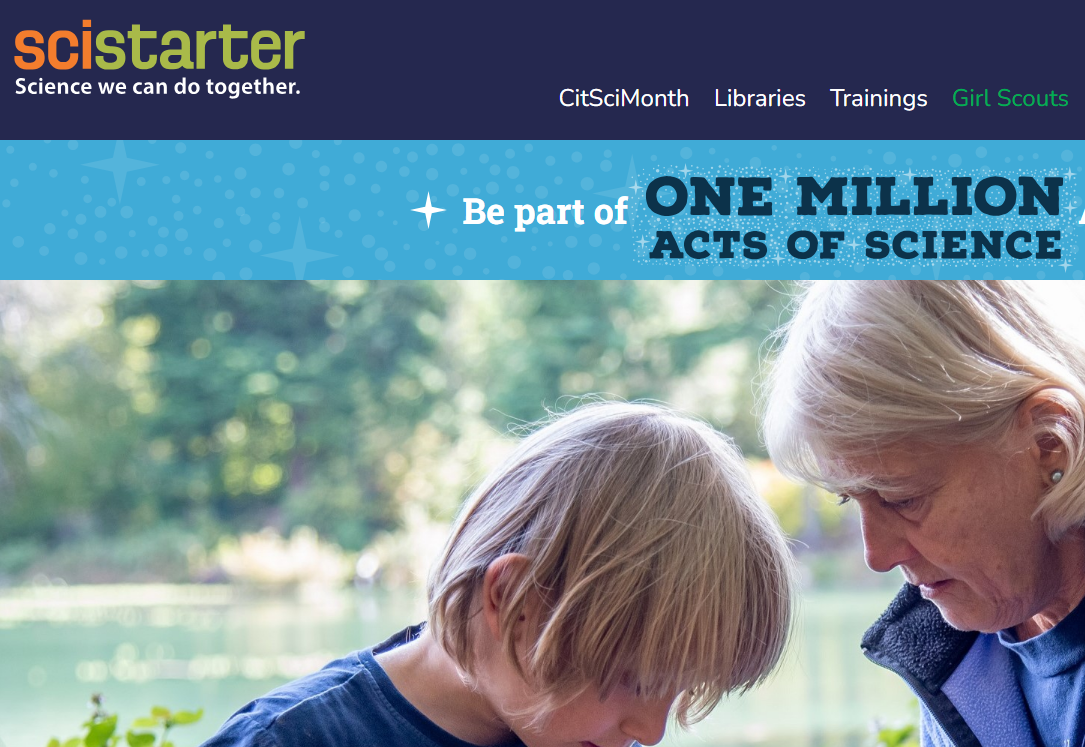 scistarter
Science we can do together.
CitSciMonth Libraries Trainings Girl Scouts
Be part of ONE MILLION
ACTS OF SCIENCE